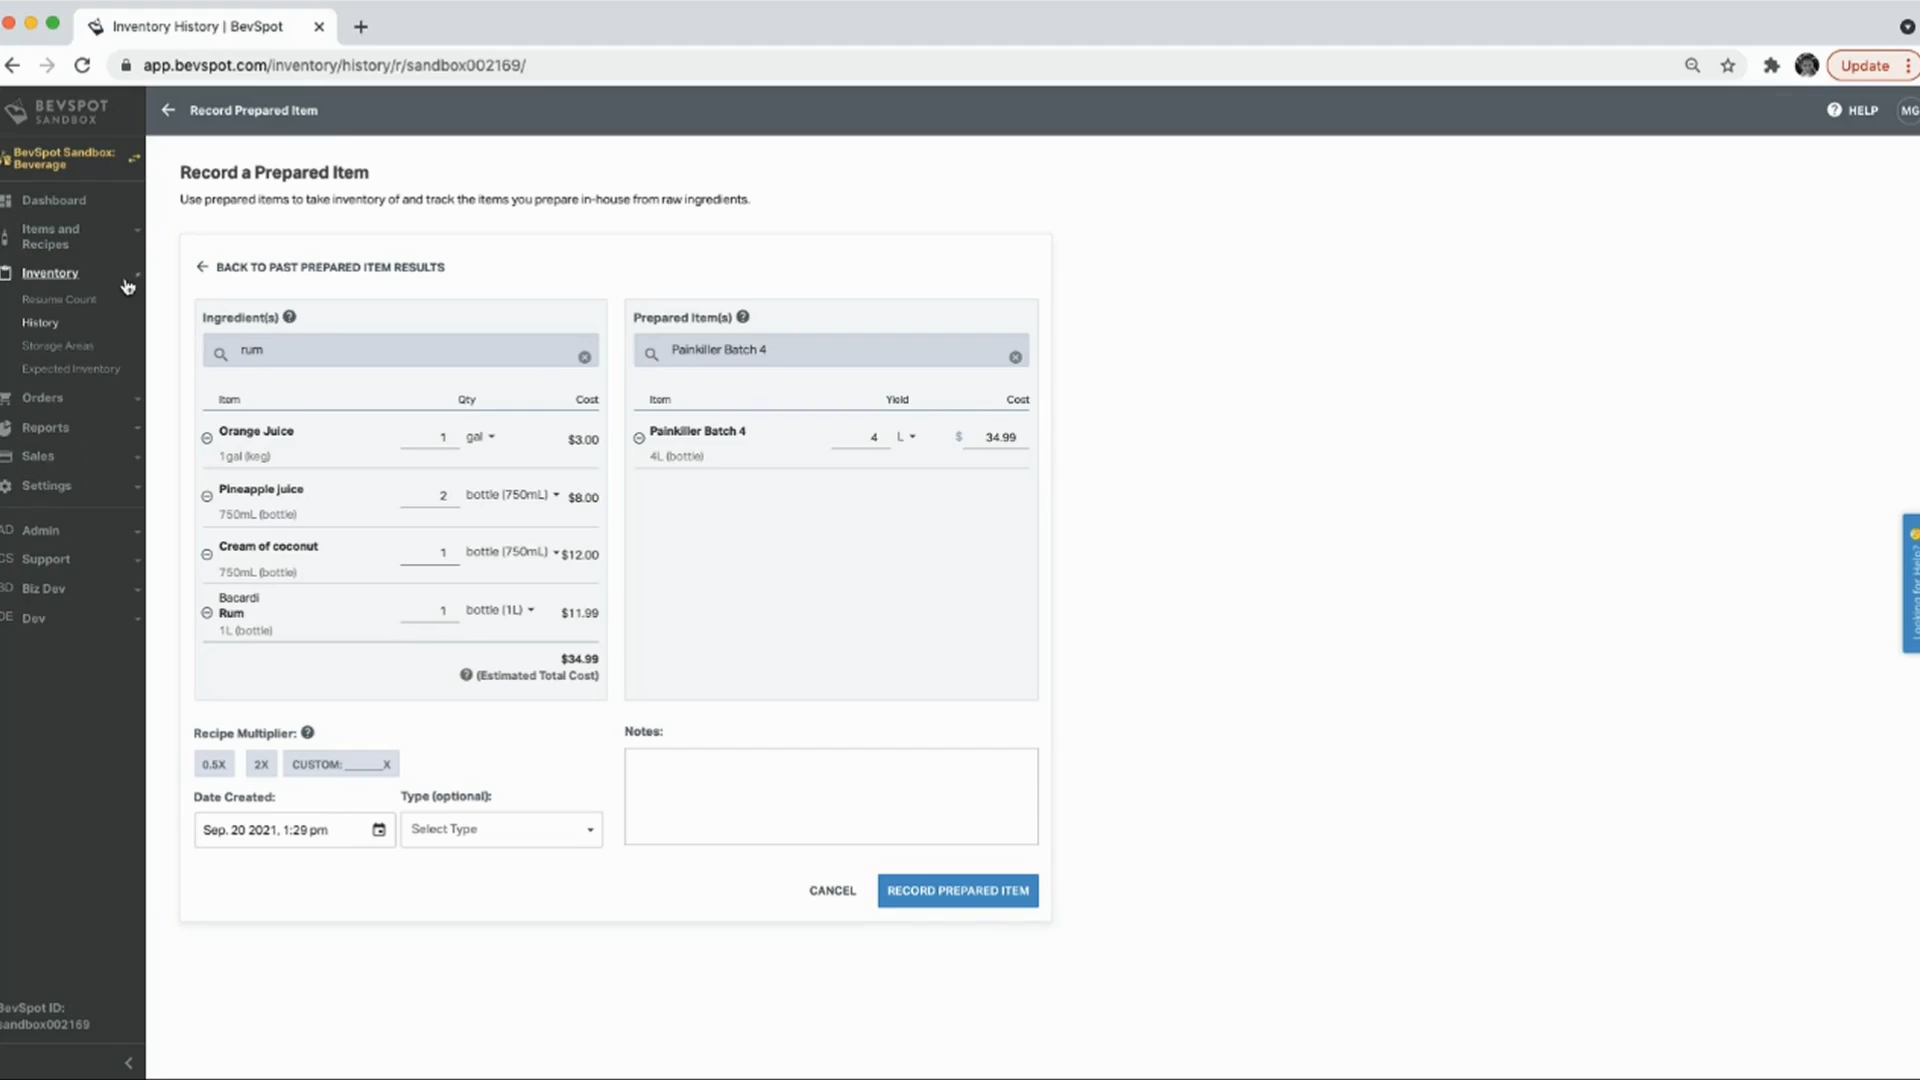 Inventory History | BevSpot
app.bevspot.com/inventory/history/r/sandbox002169/
Update
BEVSPOT
SANDBOX
Record Prepared Item
HELP
MG
BevSpot Sandbox:
Beverage
Dashboard
Items and
Recipes
Inventory
Resume Count
History
Storage Areas
Expected Inventory
Orders
Reports
Sales
Settings
AD Admin
CS Support
BD Biz Dev
DE Dev
BevSpot ID:
sandbox002169
Record a Prepared Item
Use prepared items to take inventory of and track the items you prepare in-house from raw ingredients.
BACK TO PAST PREPARED ITEM RESULTS
Ingredient(s)
rum
Item Qty Cost
Orange Juice
1 gal $3.00
1gal (keg)
Pineapple juice
2 bottle (750mL) $8.00
750mL (bottle)
Cream of coconut
1 bottle (750mL) $12.00
750mL (bottle)
Bacardi
Rum
1 bottle (1L) $11.99
1L (bottle)
$34.99
(Estimated Total Cost)
Prepared Item(s)
Painkiller Batch 4
Item Yield Cost
Painkiller Batch 4
4 L $ 34.99
4L (bottle)
Recipe Multiplier:
0.5X 2X CUSTOM: ______X
Date Created:
Sep. 20 2021, 1:29 pm
Type (optional):
Select Type
Notes:
CANCEL
RECORD PREPARED ITEM
Looking for Help?